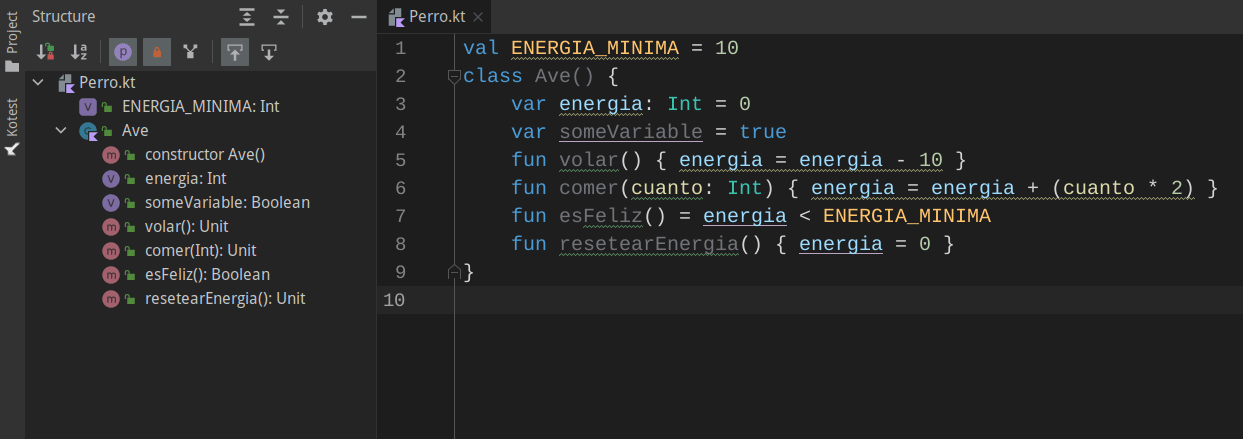 Project
Kotest
Structure
Perro.kt
ENERGIA_MINIMA: Int
Ave
constructor Ave()
energia: Int
someVariable: Boolean
volar(): Unit
comer(Int): Unit
esFeliz(): Boolean
resetearEnergia(): Unit
Perro.kt
1 val ENERGIA_MINIMA = 10
2 class Ave() {
3 var energia: Int = 0
4 var someVariable = true
5 fun volar() { energia = energia - 10 }
6 fun comer(cuanto: Int) { energia = energia + (cuanto * 2) }
7 fun esFeliz() = energia < ENERGIA_MINIMA
8 fun resetearEnergia() { energia = 0 }
9 }
10